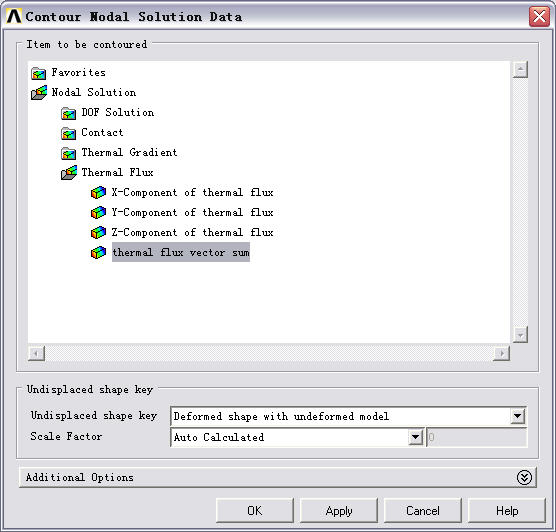 Contour Nodal Solution Data
Item to be contoured
Favorites
Nodal Solution
DOF Solution
Contact
Thermal Gradient
Thermal Flux
X-Component of thermal flux
Y-Component of thermal flux
Z-Component of thermal flux
thermal flux vector sum
Undisplaced shape key
Undisplaced shape key Deformed shape with undeformed model
Scale Factor Auto Calculated 0
Additional Options
OK Apply Cancel Help